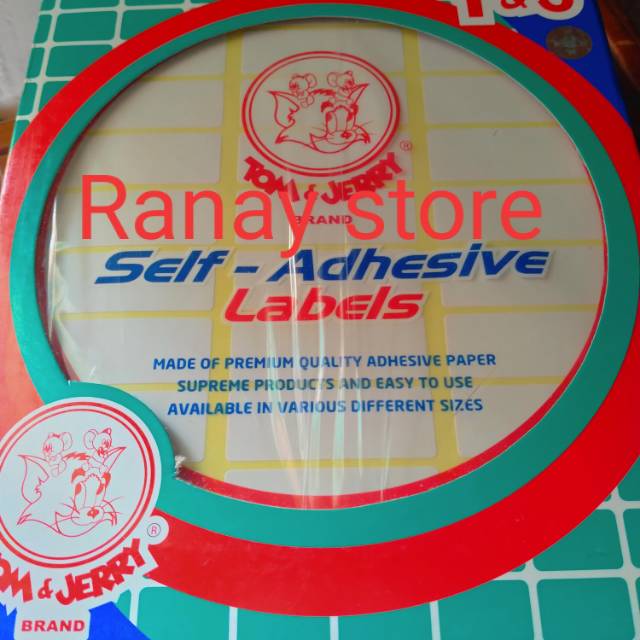 T & J
TOM & JERRY ®
BRAND
Ranay store
Self - Adhesive
Labels
MADE OF PREMIUM QUALITY ADHESIVE PAPER
SUPREME PRODUCTS AND EASY TO USE
AVAILABLE IN VARIOUS DIFFERENT SIZES
TOM & JERRY ®
BRAND